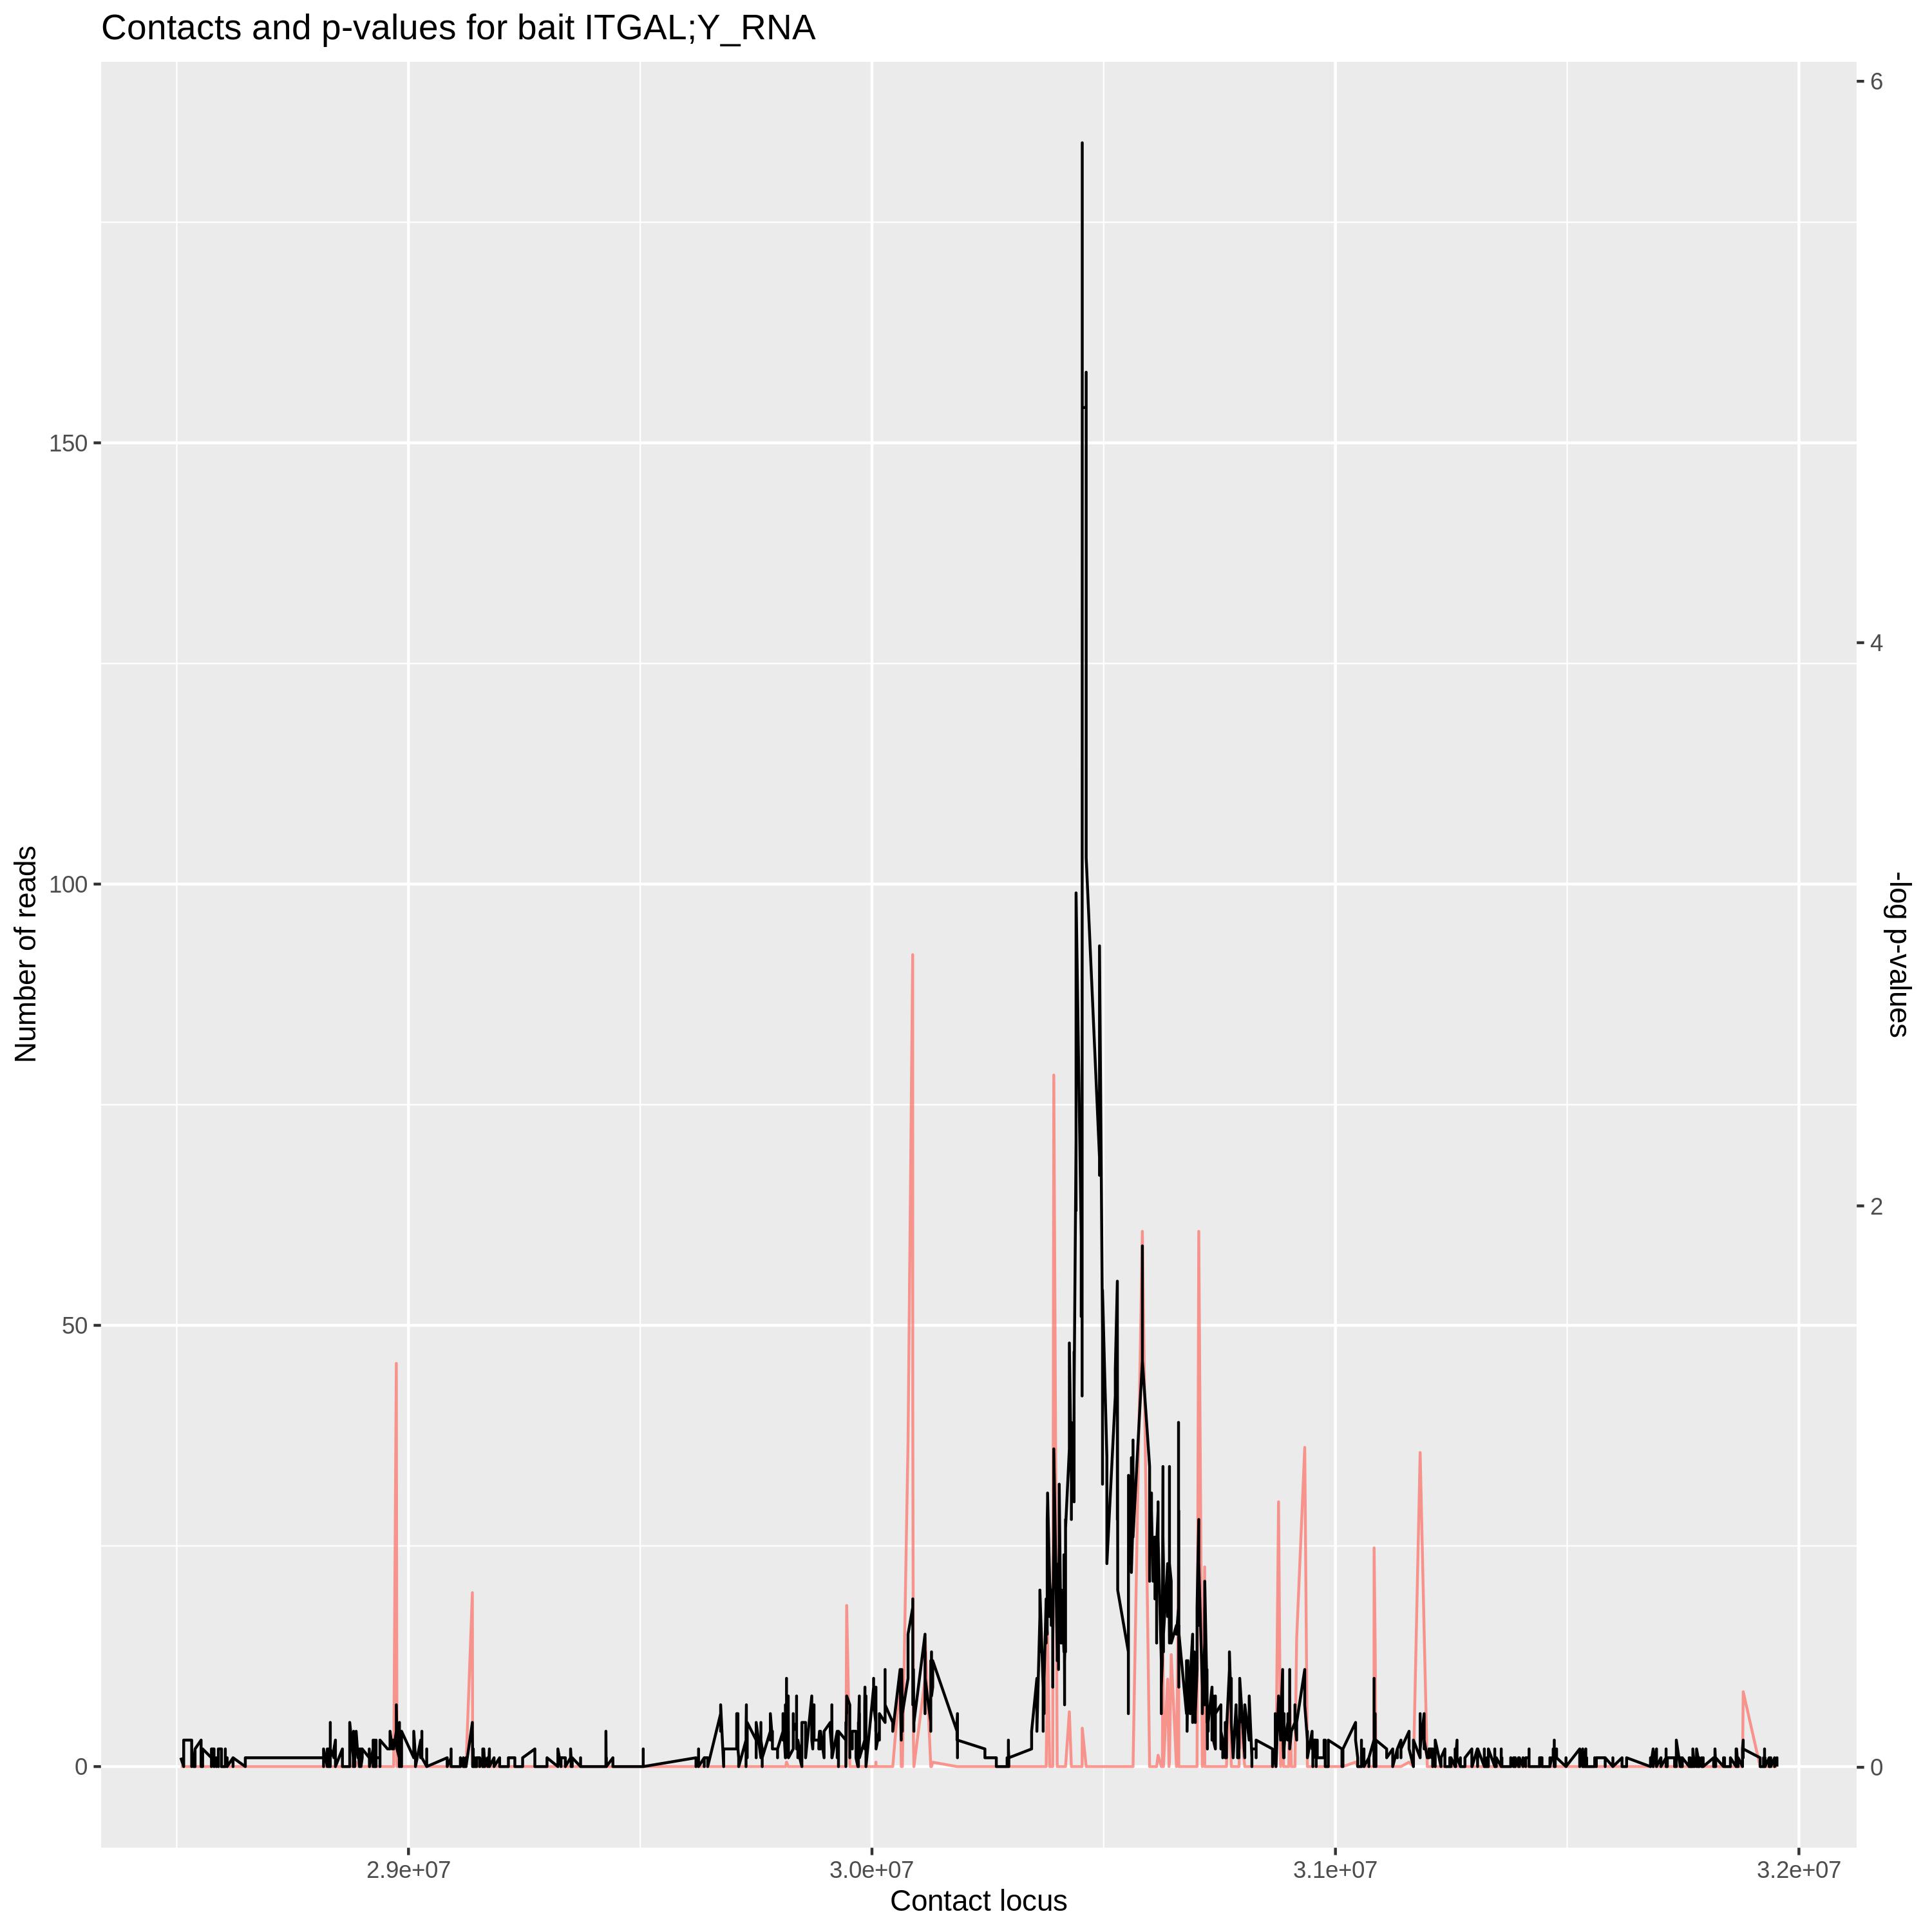 Contacts and p-values for bait ITGAL;Y_RNA
Number of reads
150
100
50
0
6
4
2
0
-log p-values
2.9e+07
3.0e+07
3.1e+07
3.2e+07
Contact locus